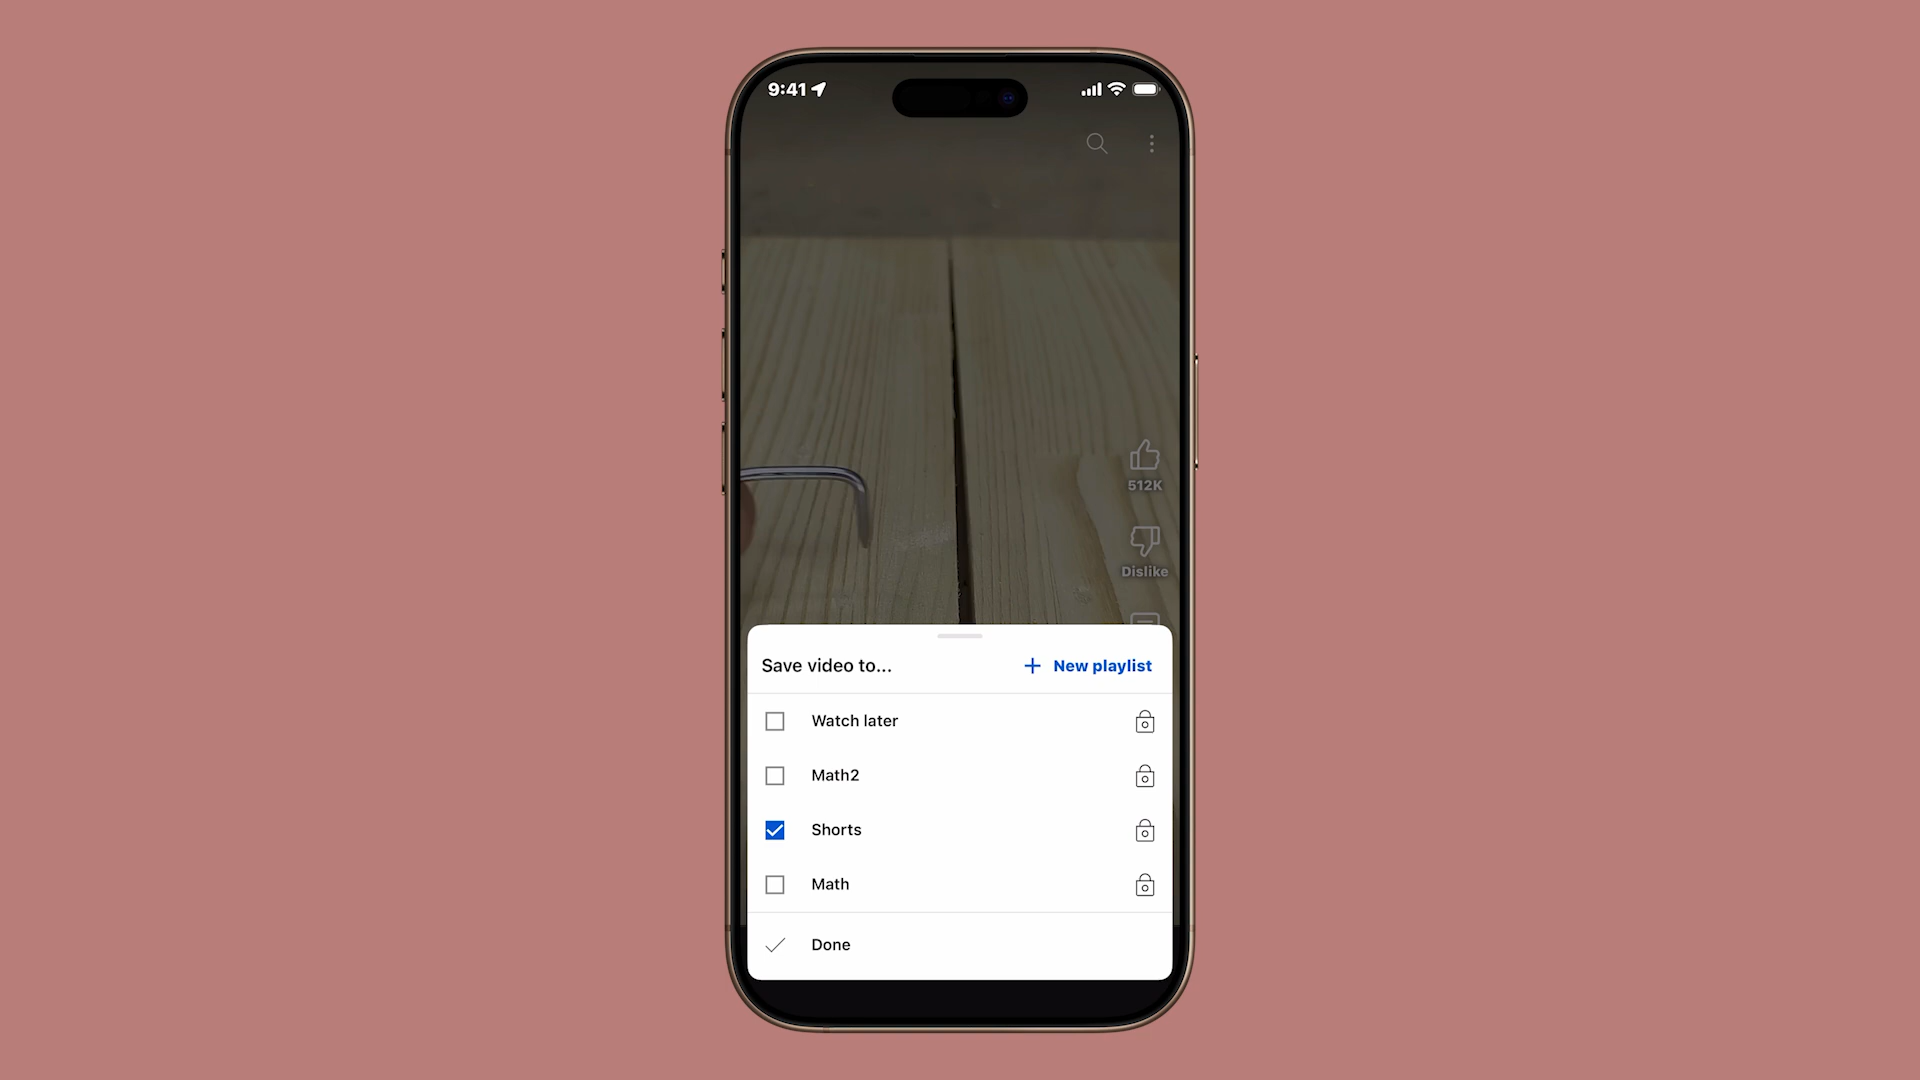 9:41
512K
Dislike
Save video to...
New playlist
Watch later
Math2
Shorts
Math
Done